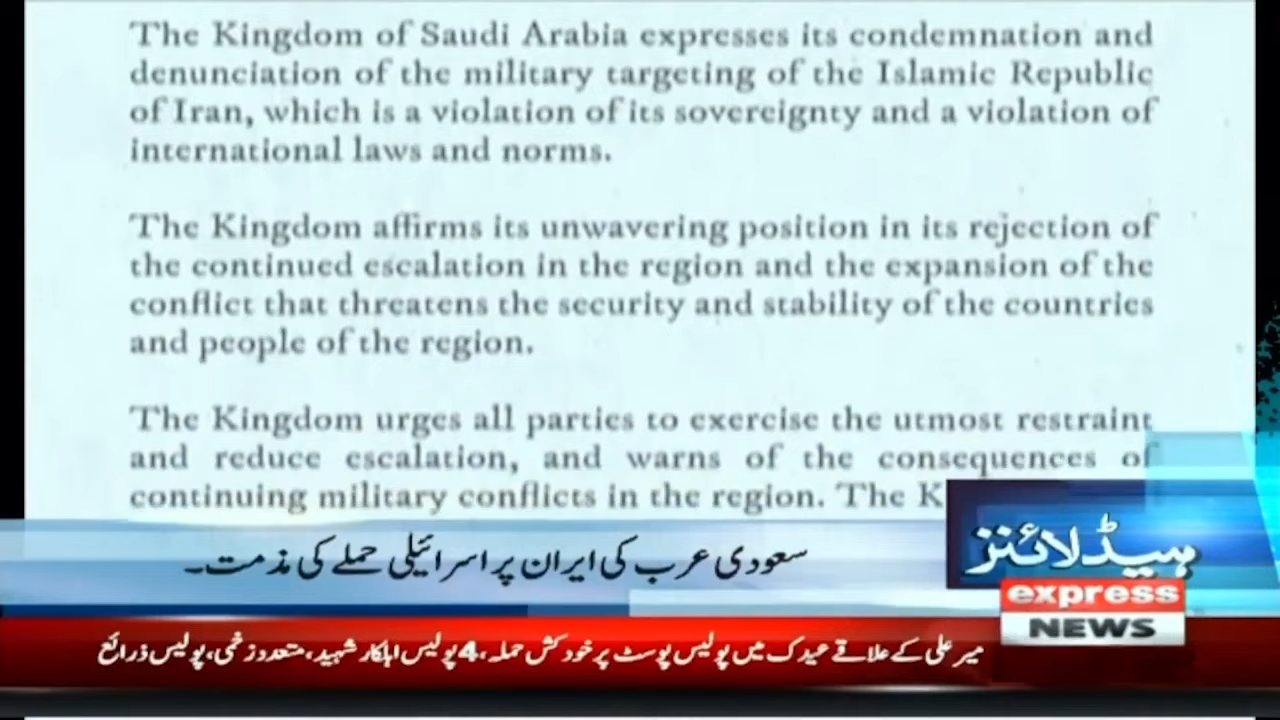 The Kingdom of Saudi Arabia expresses its condemnation and
denunciation of the military targeting of the Islamic Republic
of Iran, which is a violation of its sovereignty and a violation of
international laws and norms.
The Kingdom affirms its unwavering position in its rejection of
the continued escalation in the region and the expansion of the
conflict that threatens the security and stability of the countries
and people of the region.
The Kingdom urges all parties to exercise the utmost restraint
and reduce escalation, and warns of the consequences of
continuing military conflicts in the region. The K
سعودی عرب کی ایران پر اسرائیلی حملے کی مذمت۔
ہیڈلائنز
express
NEWS
میر علی کے علاقے عیدک میں پولیس پوسٹ پر خودکش حملہ، 4 پولیس اہلکار شہید، متعدد زخمی، پولیس ذرائع